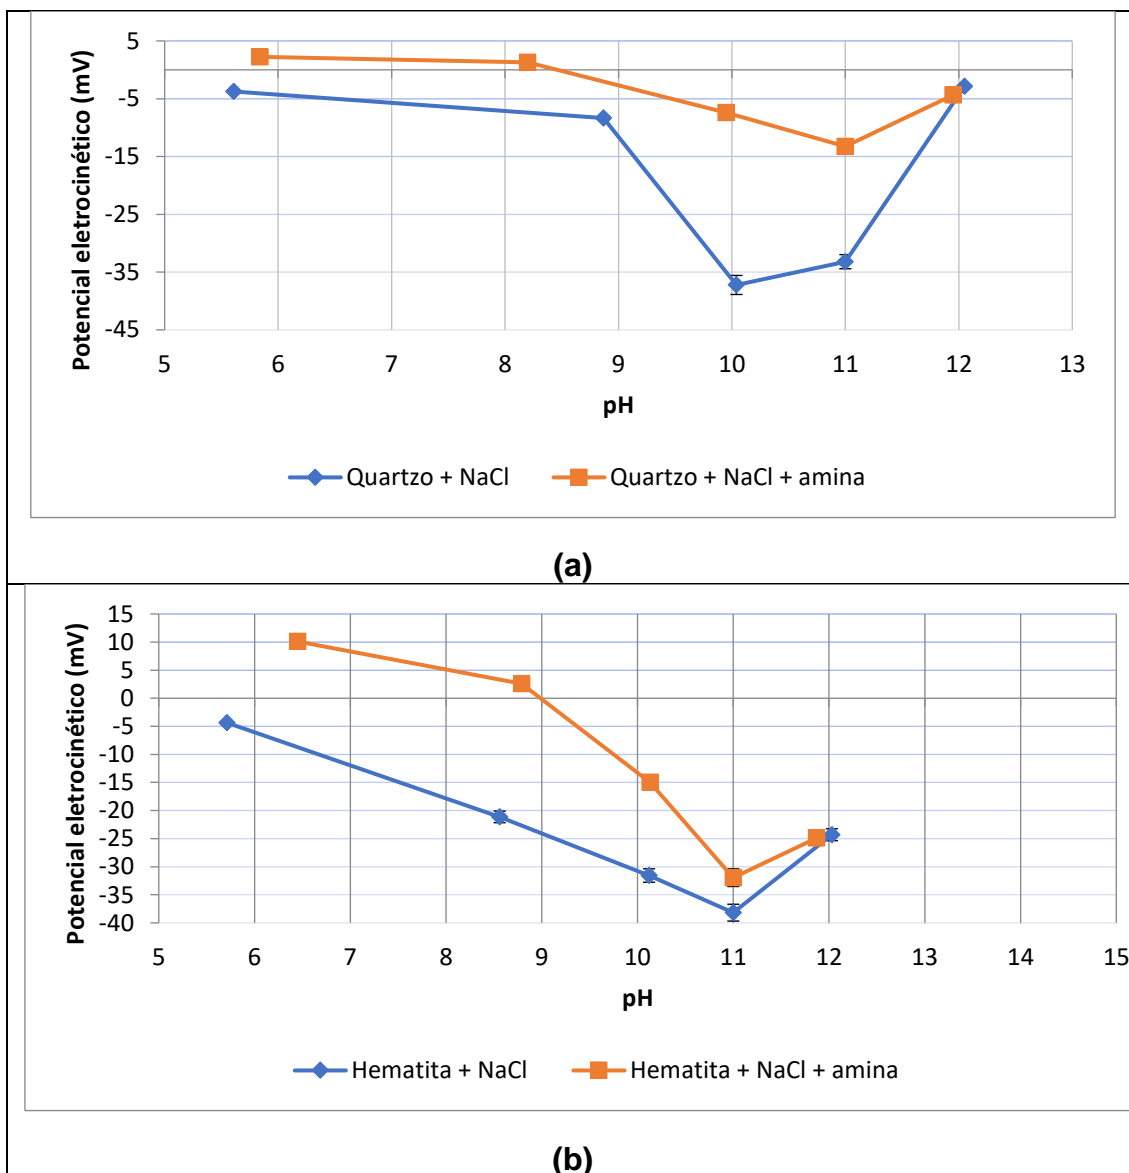 5
-5
-15
-25
-35
-45
Potencial eletrocinético (mV)
5 6 7 8 9 10 11 12 13
pH
Quartzo + NaCl Quartzo + NaCl + amina
(a)
15
10
5
0
-5
-10
-15
-20
-25
-30
-35
-40
Potencial eletrocinético (mV)
5 6 7 8 9 10 11 12 13 14 15
pH
Hematita + NaCl Hematita + NaCl + amina
(b)